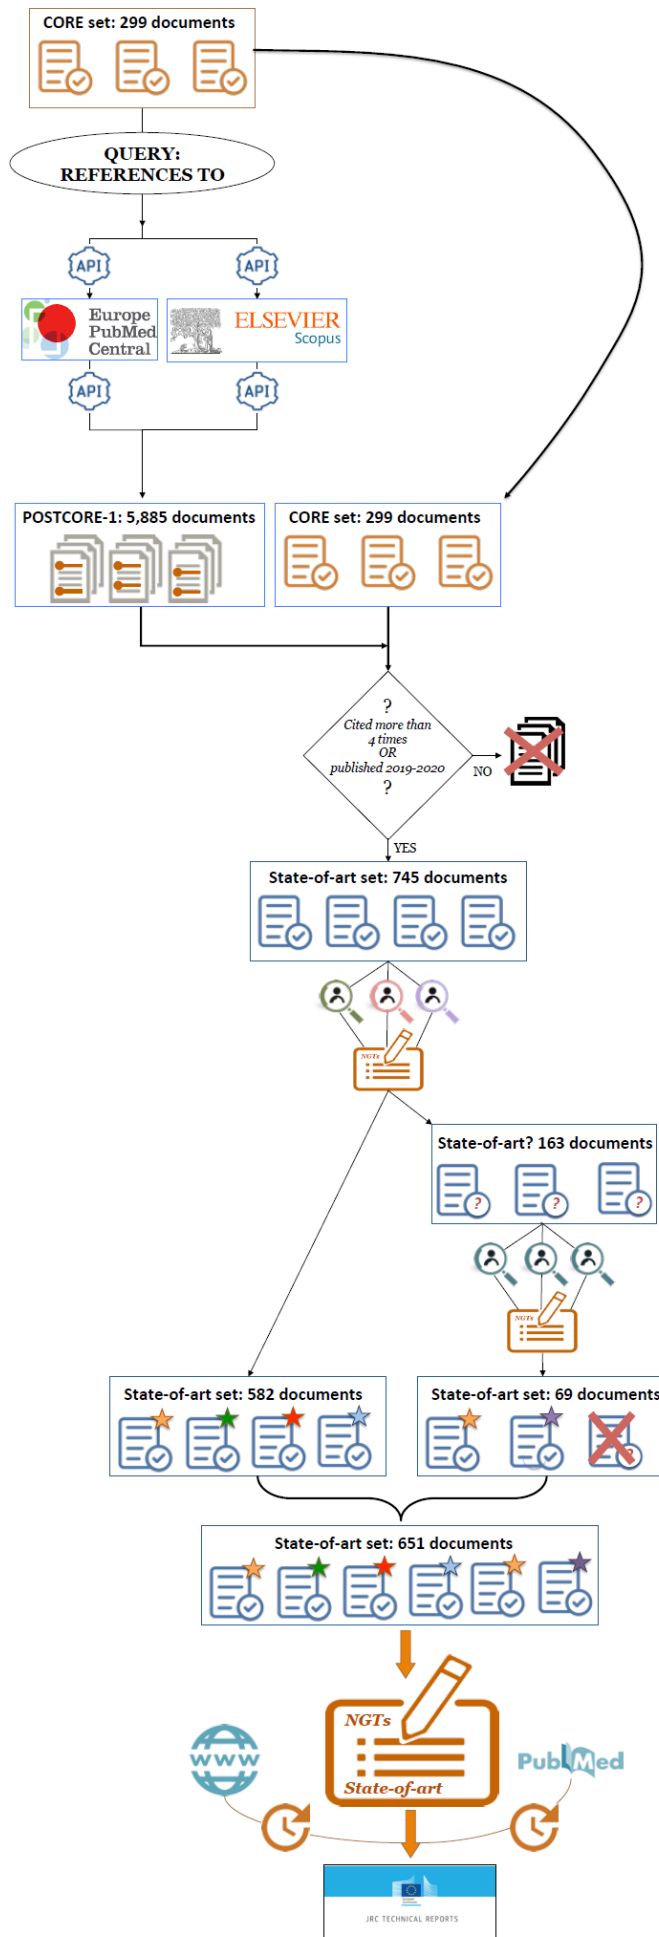 CORE set: 299 documents
QUERY:
REFERENCES TO
API
API
Europe
PubMed
Central
ELSEVIER
Scopus
API
API
POSTCORE-1: 5,885 documents
CORE set: 299 documents
?
Cited more than
4 times
OR
published 2019-2020
?
NO
YES
State-of-art set: 745 documents
NGTs
State-of-art? 163 documents
?
?
?
NGTs
State-of-art set: 582 documents
State-of-art set: 69 documents
?
State-of-art set: 651 documents
NGTs
State-of-art
www
PubMed
JRC TECHNICAL REPORTS